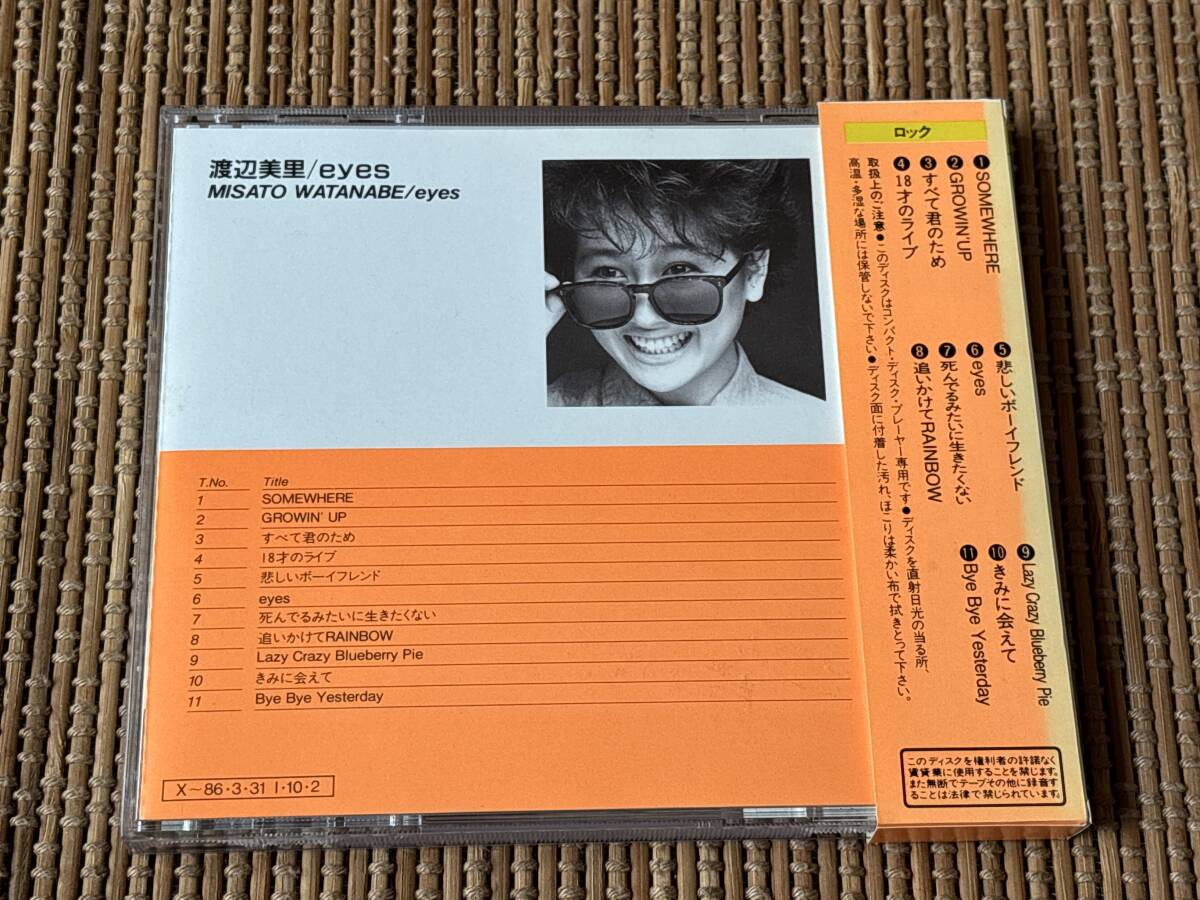 渡辺美里/eyes
MISATO WATANABE/eyes
T.No. Title
1 SOMEWHERE
2 GROWIN' UP
3 すべて君のため
4 18才のライブ
5 悲しいボーイフレンド
6 eyes
7 死んでるみたいに生きたくない
8 追いかけてRAINBOW
9 Lazy Crazy Blueberry Pie
10 きみに会えて
11 Bye Bye Yesterday
X〜86・3・31 I・10・2
ロック
❶SOMEWHERE
❷GROWIN'UP
❸すべて君のため
❹18才のライブ
❺悲しいボーイフレンド
❻eyes
❼死んでるみたいに生きたくない
❽追いかけてRAINBOW
❾Lazy Crazy Blueberry Pie
❿きみに会えて
⓫Bye Bye Yesterday
取扱上のご注意●このディスクはコンパクト・ディスク・プレーヤー専用です●ディスクを直射日光の当る所、
高温・多湿な場所には保管しないで下さい●ディスク面に付着した汚れ、ほこりは柔かい布で拭きとって下さい。
このディスクを権利者の許諾なく
賃貸業に使用することを禁じます。
また無断でテープその他に録音す
ることは法律で禁じられています。